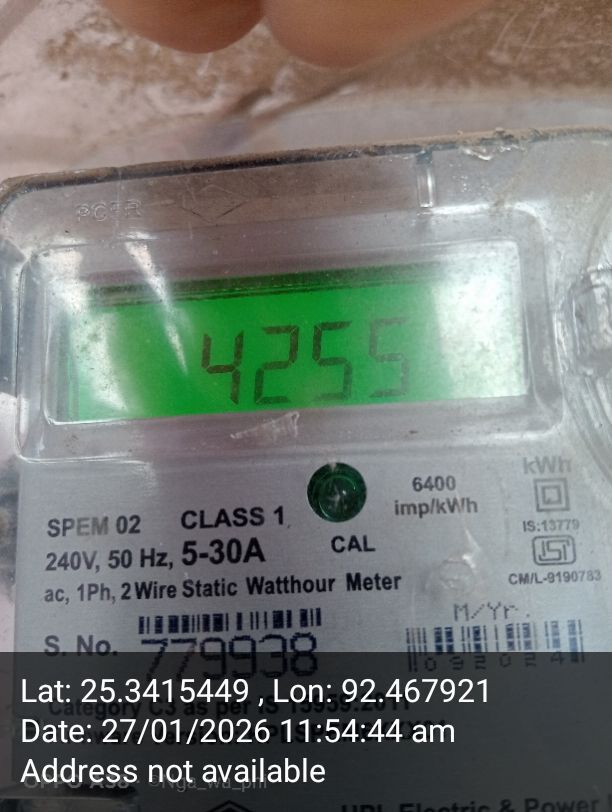 4255
6400
imp/kWh
kWh
SPEM 02 CLASS 1
240V, 50 Hz, 5-30A
CAL
IS:13779
CM/L-9190783
ac, 1Ph, 2 Wire Static Watthour Meter
M/Yr.
S. No. 779938
092024
Lat: 25.3415449 , Lon: 92.467921
Date: 27/01/2026 11:54:44 am
Address not available